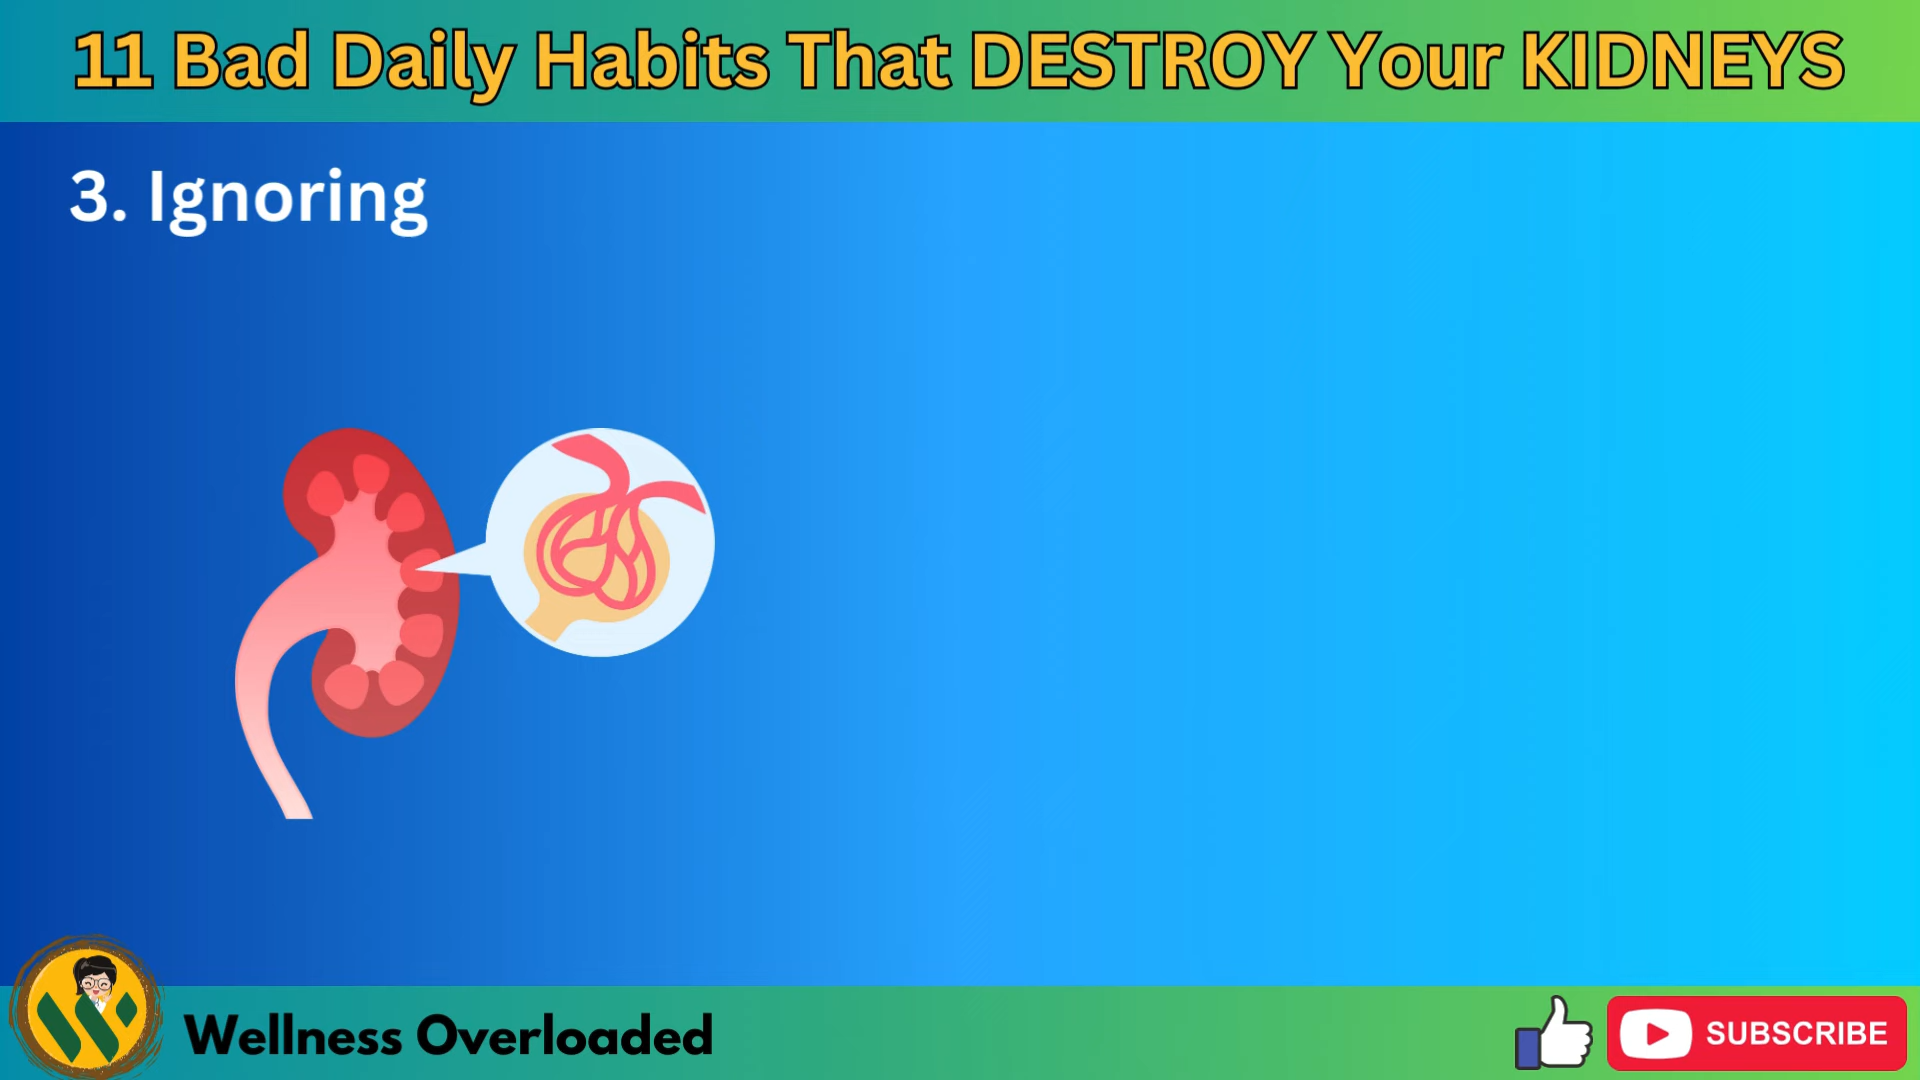 11 Bad Daily Habits That DESTROY Your KIDNEYS
3. Ignoring
Wellness Overloaded
SUBSCRIBE